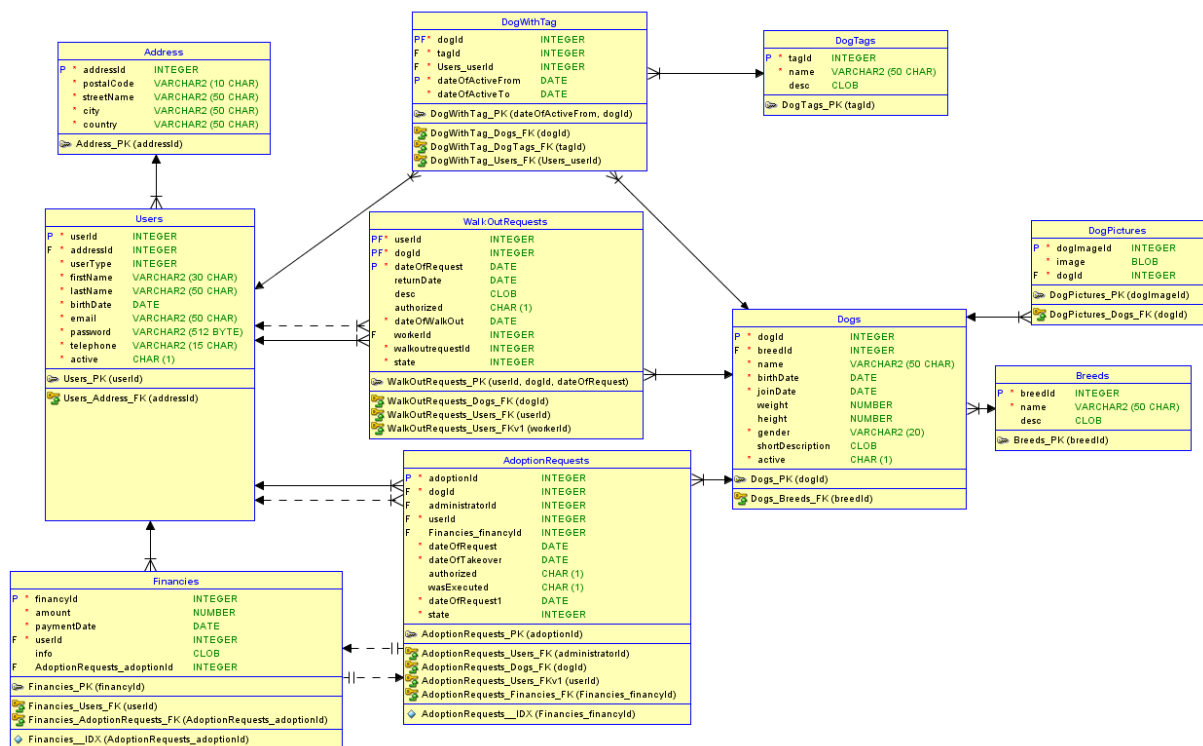 DogWithTag
PF* dogId INTEGER
F * tagId INTEGER
F * Users_userId INTEGER
P * dateOfActiveFrom DATE
* dateOfActiveTo DATE
DogWithTag_PK (dateOfActiveFrom, dogId)
DogWithTag_Dogs_FK (dogId)
DogWithTag_DogTags_FK (tagId)
DogWithTag_Users_FK (Users_userId)
DogTags
P * tagId INTEGER
* name VARCHAR2 (50 CHAR)
desc CLOB
DogTags_PK (tagId)
Address
P * addressId INTEGER
* postalCode VARCHAR2 (10 CHAR)
* streetName VARCHAR2 (50 CHAR)
* city VARCHAR2 (50 CHAR)
* country VARCHAR2 (50 CHAR)
Address_PK (addressId)
Users
P * userId INTEGER
F * addressId INTEGER
* userType INTEGER
* firstName VARCHAR2 (30 CHAR)
* lastName VARCHAR2 (50 CHAR)
* birthDate DATE
* email VARCHAR2 (50 CHAR)
* password VARCHAR2 (512 BYTE)
* telephone VARCHAR2 (15 CHAR)
* active CHAR (1)
Users_PK (userId)
Users_Address_FK (addressId)
WalkOutRequests
PF* userId INTEGER
PF* dogId INTEGER
P * dateOfRequest DATE
returnDate DATE
desc CLOB
authorized CHAR (1)
* dateOfWalkOut DATE
F workerId INTEGER
* walkoutrequestId INTEGER
* state INTEGER
WalkOutRequests_PK (userId, dogId, dateOfRequest)
WalkOutRequests_Dogs_FK (dogId)
WalkOutRequests_Users_FK (userId)
WalkOutRequests_Users_FKv1 (workerId)
DogPictures
P * dogImageId INTEGER
* image BLOB
F * dogId INTEGER
DogPictures_PK (dogImageId)
DogPictures_Dogs_FK (dogId)
Dogs
P * dogId INTEGER
F * breedId INTEGER
* name VARCHAR2 (50 CHAR)
* birthDate DATE
* joinDate DATE
weight NUMBER
height NUMBER
* gender VARCHAR2 (20)
shortDescription CLOB
* active CHAR (1)
Dogs_PK (dogId)
Dogs_Breeds_FK (breedId)
Breeds
P * breedId INTEGER
* name VARCHAR2 (50 CHAR)
desc CLOB
Breeds_PK (breedId)
AdoptionRequests
P * adoptionId INTEGER
F * dogId INTEGER
F administratorId INTEGER
F * userId INTEGER
F Financies_financyId INTEGER
* dateOfRequest DATE
* dateOfTakeover DATE
authorized CHAR (1)
wasExecuted CHAR (1)
* dateOfRequest1 DATE
* state INTEGER
AdoptionRequests_PK (adoptionId)
AdoptionRequests_Users_FK (administratorId)
AdoptionRequests_Dogs_FK (dogId)
AdoptionRequests_Users_FKv1 (userId)
AdoptionRequests_Financies_FK (Financies_financyId)
AdoptionRequests__IDX (Financies_financyId)
Financies
P * financyId INTEGER
* amount NUMBER
* paymentDate DATE
F * userId INTEGER
info CLOB
F AdoptionRequests_adoptionId INTEGER
Financies_PK (financyId)
Financies_Users_FK (userId)
Financies_AdoptionRequests_FK (AdoptionRequests_adoptionId)
Financies__IDX (AdoptionRequests_adoptionId)